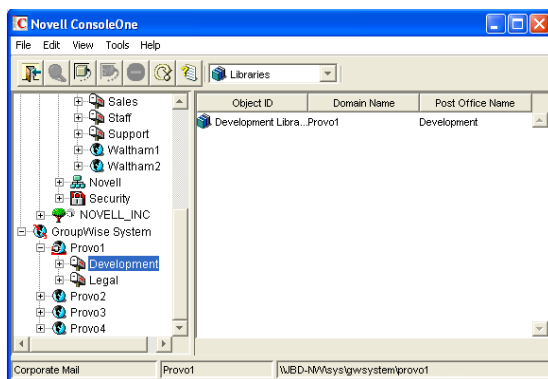 Novell ConsoleOne
File Edit View Tools Help
Libraries
Sales
Staff
Support
Waltham1
Waltham2
Novell
Security
NOVELL_INC
GroupWise System
Provo1
Development
Legal
Provo2
Provo3
Provo4
Object ID Domain Name Post Office Name
Development Libra...Provo1 Development
Corporate Mail Provo1 \\JBD-NW\sys\gwsystem\provo1